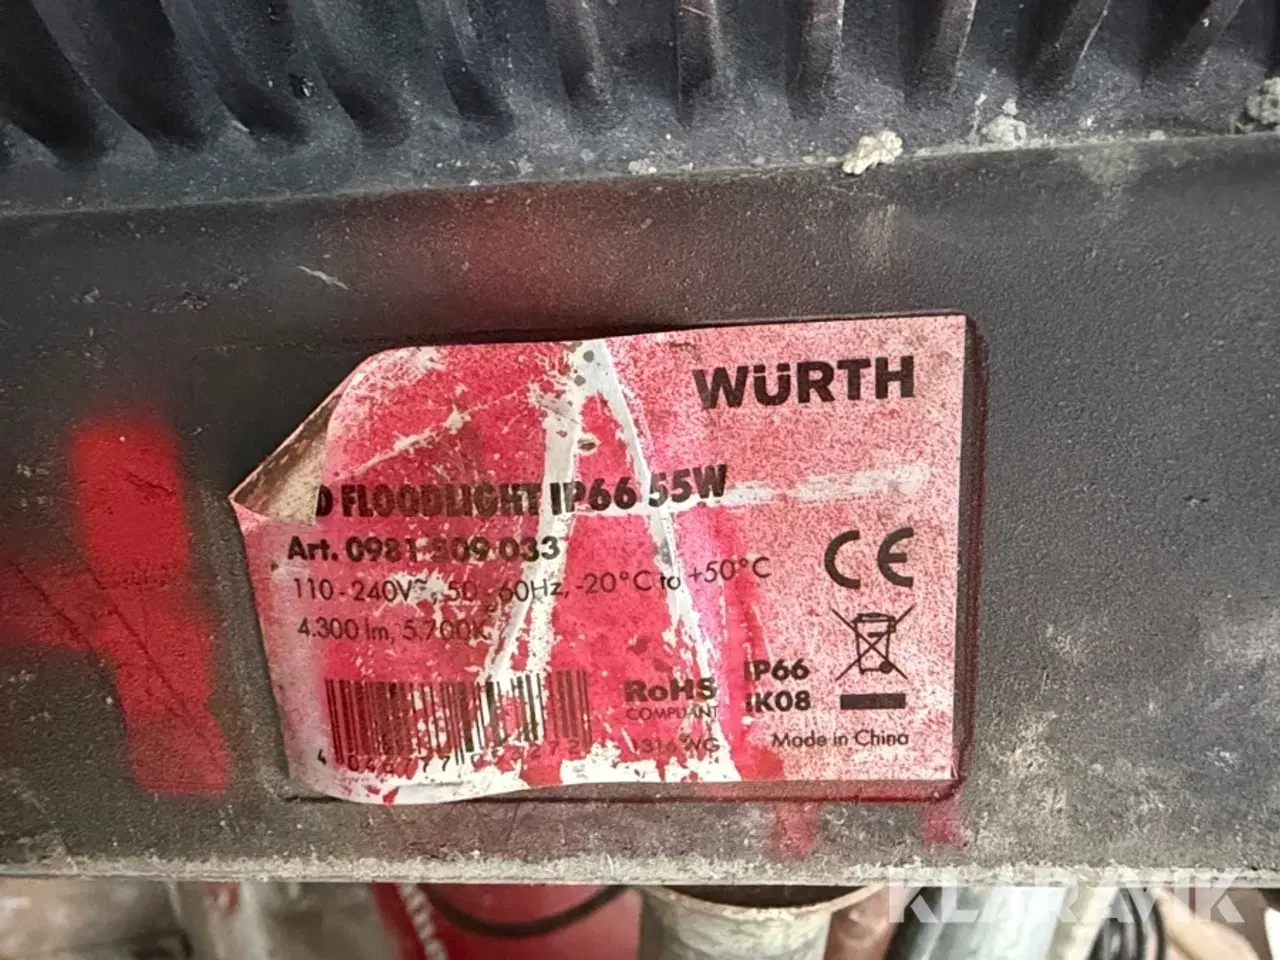 WÜRTH
D FLOODLIGHT IP66 55W
Art. 0981 509 033
110-240V~, 50-60Hz, -20°C to +50°C
4.300 lm, 5.700K
CE
RoHS
COMPLIANT
IP66
IK08
Made in China
KLARAVIK